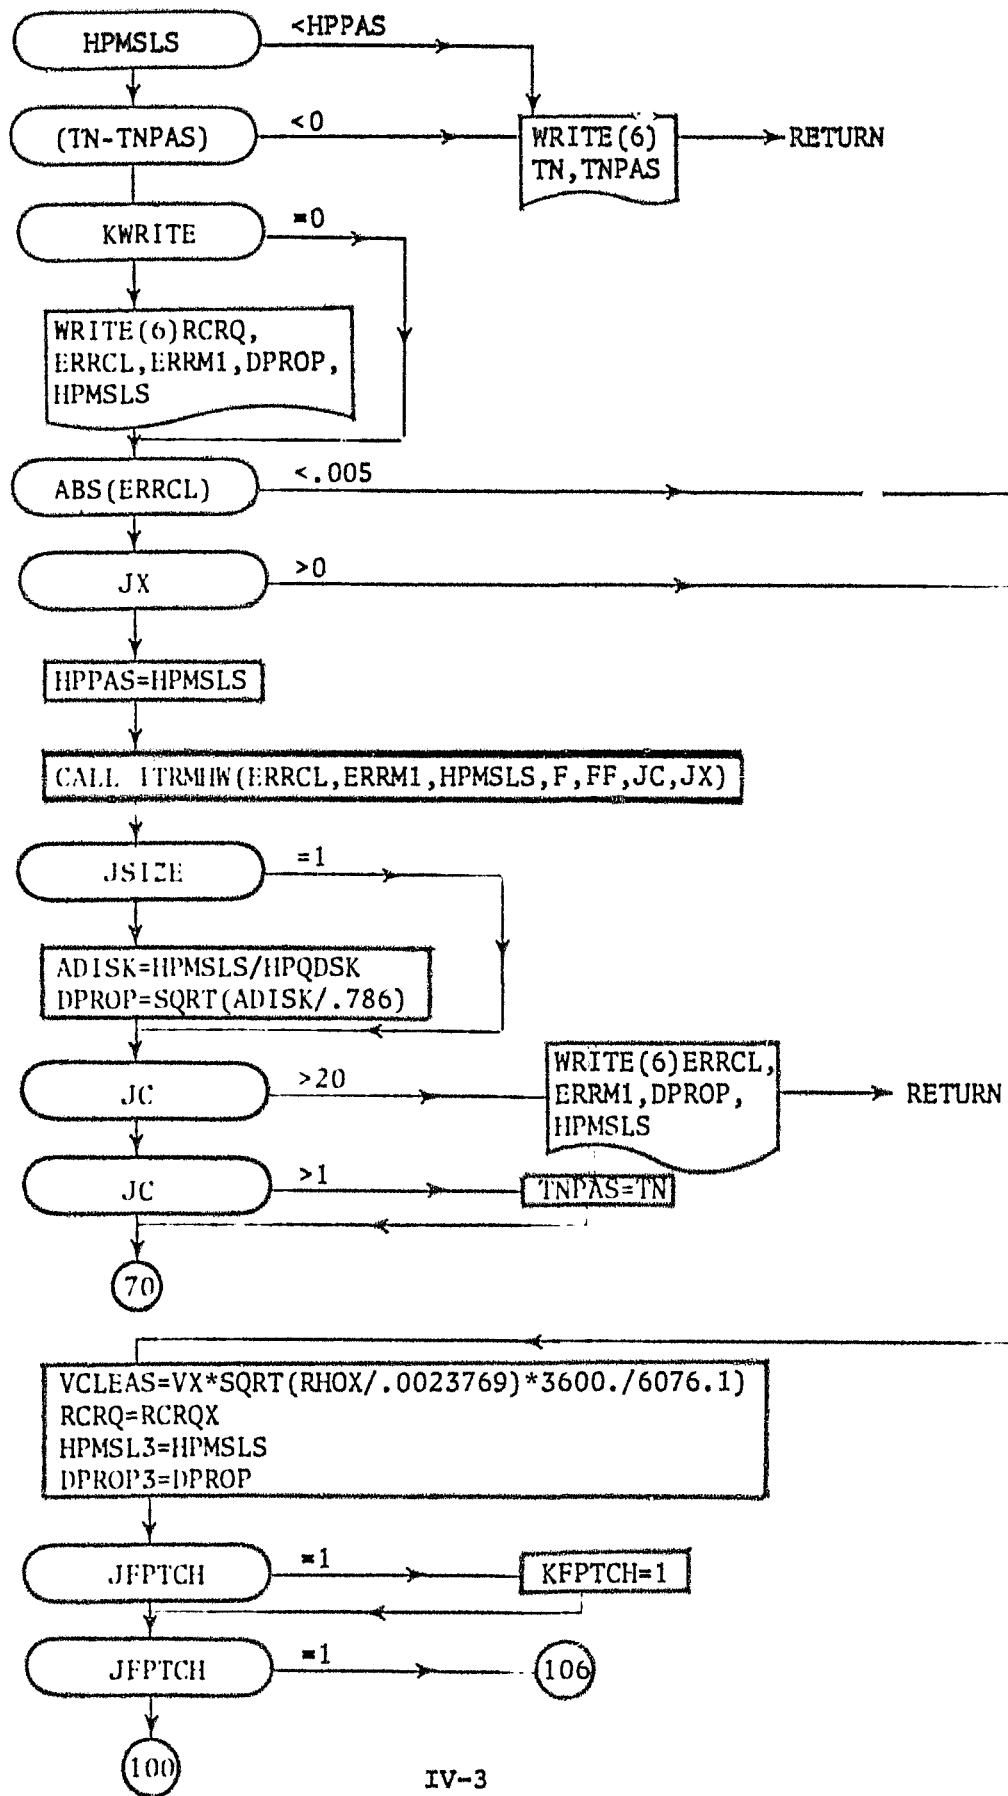 HPMSLS
<HPPAS
(TN-TNPAS)
<0
WRITE(6)
TN,TNPAS
RETURN
KWRITE
=0
WRITE(6)RCRQ,
ERRCL,ERRM1,DPROP,
HPMSLS
ABS(ERRCL)
<.005
JX
>0
HPPAS=HPMSLS
CALL ITRMHW(ERRCL,ERRM1,HPMSLS,F,FF,JC,JX)
JSIZE
=1
ADISK=HPMSLS/HPQDSK
DPROP=SQRT(ADISK/.786)
JC
>20
WRITE(6)ERRCL,
ERRM1,DPROP,
HPMSLS
RETURN
JC
>1
TNPAS=TN
70
VCLEAS=VX*SQRT(RHOX/.0023769)*3600./6076.1)
RCRQ=RCRQX
HPMSL3=HPMSLS
DPROP3=DPROP
JFPTCH
=1
KFPTCH=1
JFPTCH
=1
106
100
IV-3